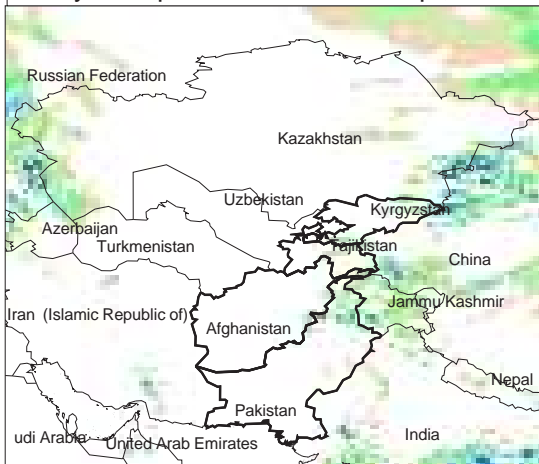 Russian Federation
Kazakhstan
Uzbekistan
Kyrgyzstan
Azerbaijan
Turkmenistan
Tajikistan
China
Jammu Kashmir
Iran (Islamic Republic of)
Afghanistan
Nepal
Pakistan
udi Arabia
United Arab Emirates
India